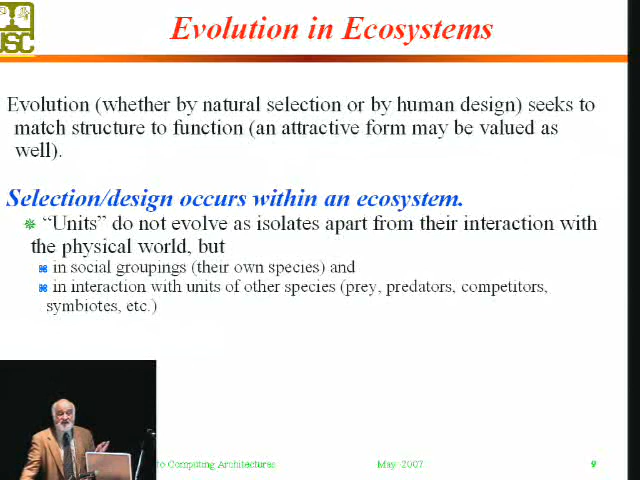 USC
Evolution in Ecosystems
Evolution (whether by natural selection or by human design) seeks to
match structure to function (an attractive form may be valued as
well).
Selection/design occurs within an ecosystem.
“Units” do not evolve as isolates apart from their interaction with
the physical world, but
in social groupings (their own species) and
in interaction with units of other species (prey, predators, competitors,
symbiotes, etc.)
to Computing Architectures
May, 2007
9